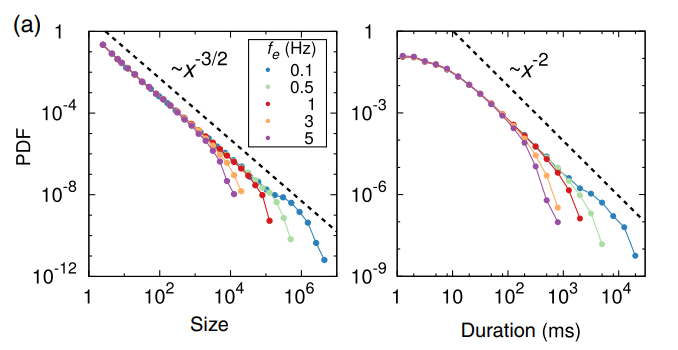 (a)
PDF
1
10^-4
10^-8
10^-12
~x^-3/2
f_e (Hz)
0.1
0.5
1
3
5
1 10^2 10^4 10^6
Size
1
10^-3
10^-6
10^-9
~x^-2
1 10 10^2 10^3 10^4
Duration (ms)